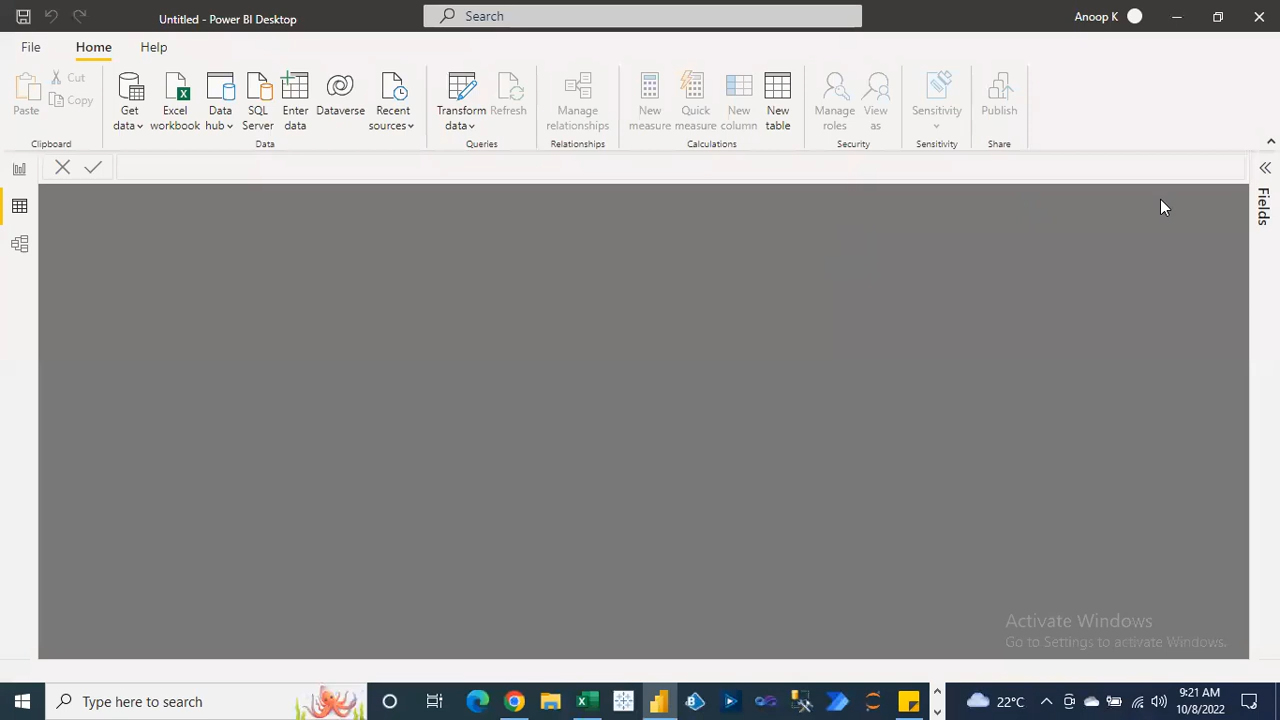 Untitled - Power BI Desktop
Search
Anoop K
File Home Help
Paste
Cut
Copy
Get data
Excel workbook
Data hub
SQL Server
Enter data
Dataverse
Recent sources
Transform data
Refresh
Manage relationships
New measure
Quick measure
New column
New table
Manage roles
View as
Sensitivity
Publish
Clipboard Data Queries Relationships Calculations Security Sensitivity Share
Fields
Activate Windows
Go to Settings to activate Windows.
Type here to search
22°C
9:21 AM
10/8/2022